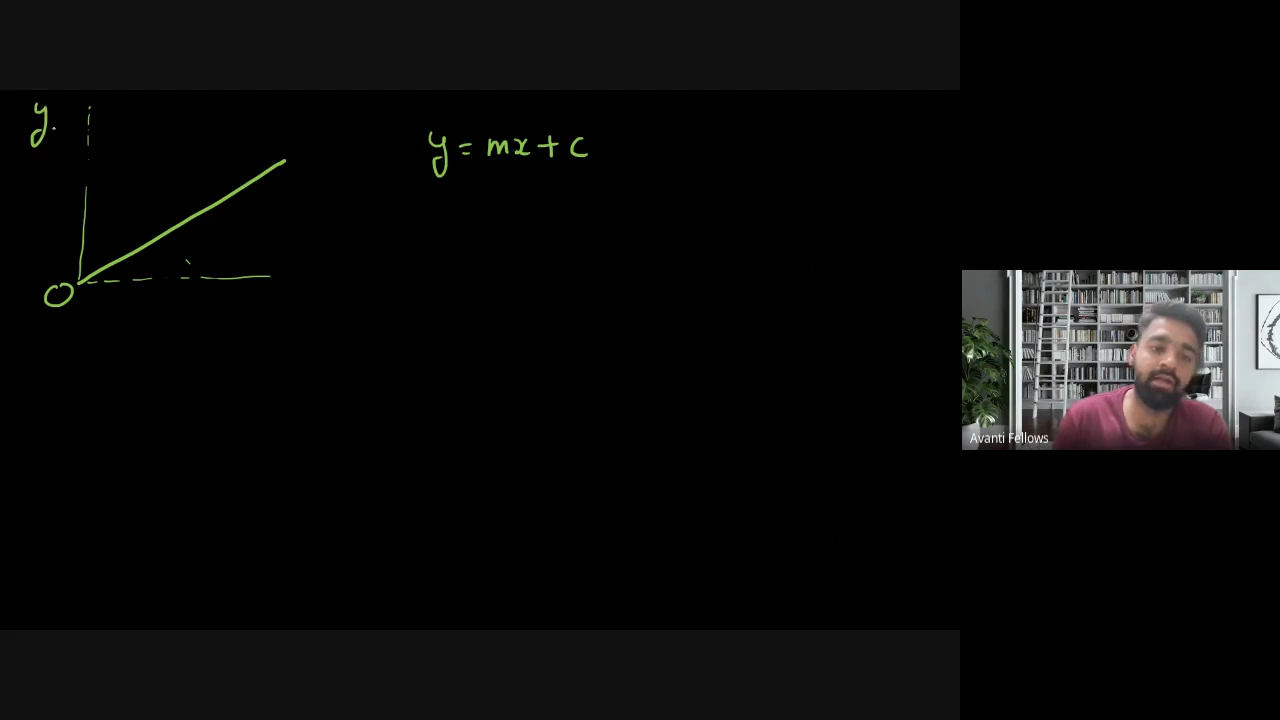 y
y = mx + c
O
Avanti Fellows